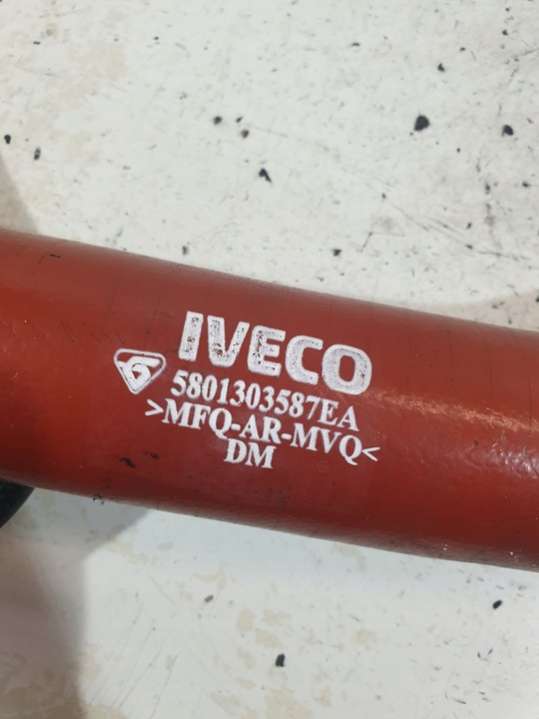 IVECO
5801303587EA
>MFQ-AR-MVQ<
DM